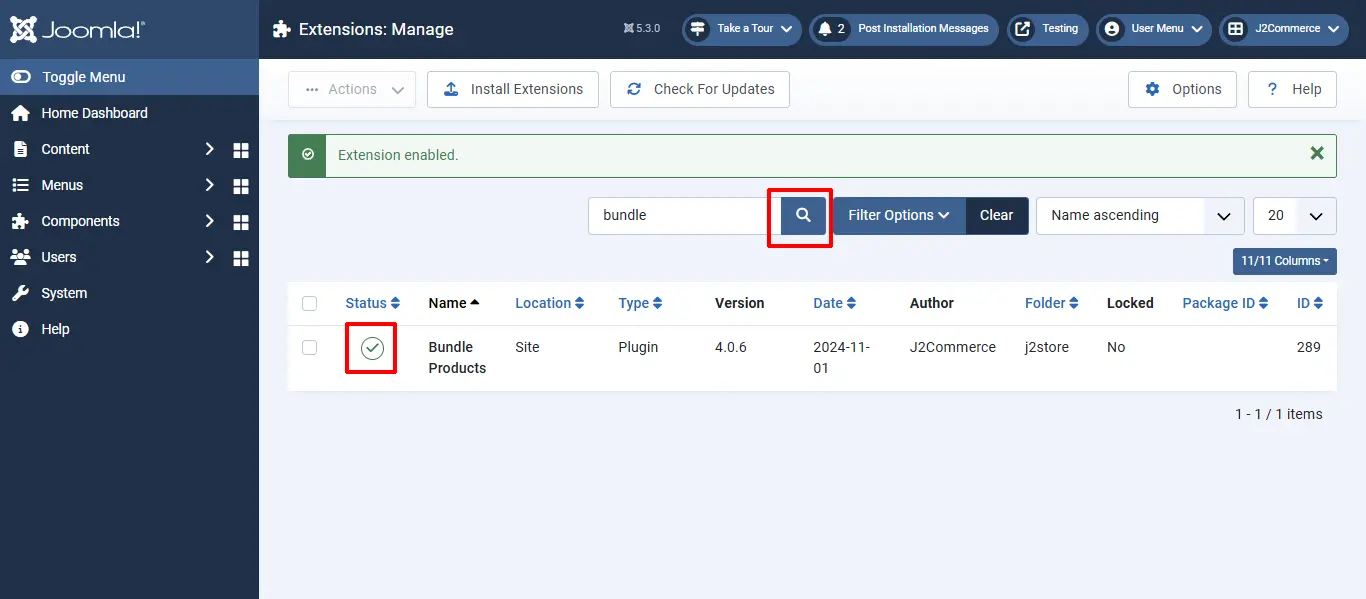 Joomla!®
Extensions: Manage
5.3.0
Take a Tour
2 Post Installation Messages
Testing
User Menu
J2Commerce
Toggle Menu
Home Dashboard
Content
Menus
Components
Users
System
Help
Actions
Install Extensions
Check For Updates
Options
? Help
Extension enabled.
bundle
Filter Options
Clear
Name ascending
20
11/11 Columns
Status Name Location Type Version Date Author Folder Locked Package ID ID
Bundle Products Site Plugin 4.0.6 2024-11-01 J2Commerce j2store No 289
1 - 1 / 1 items